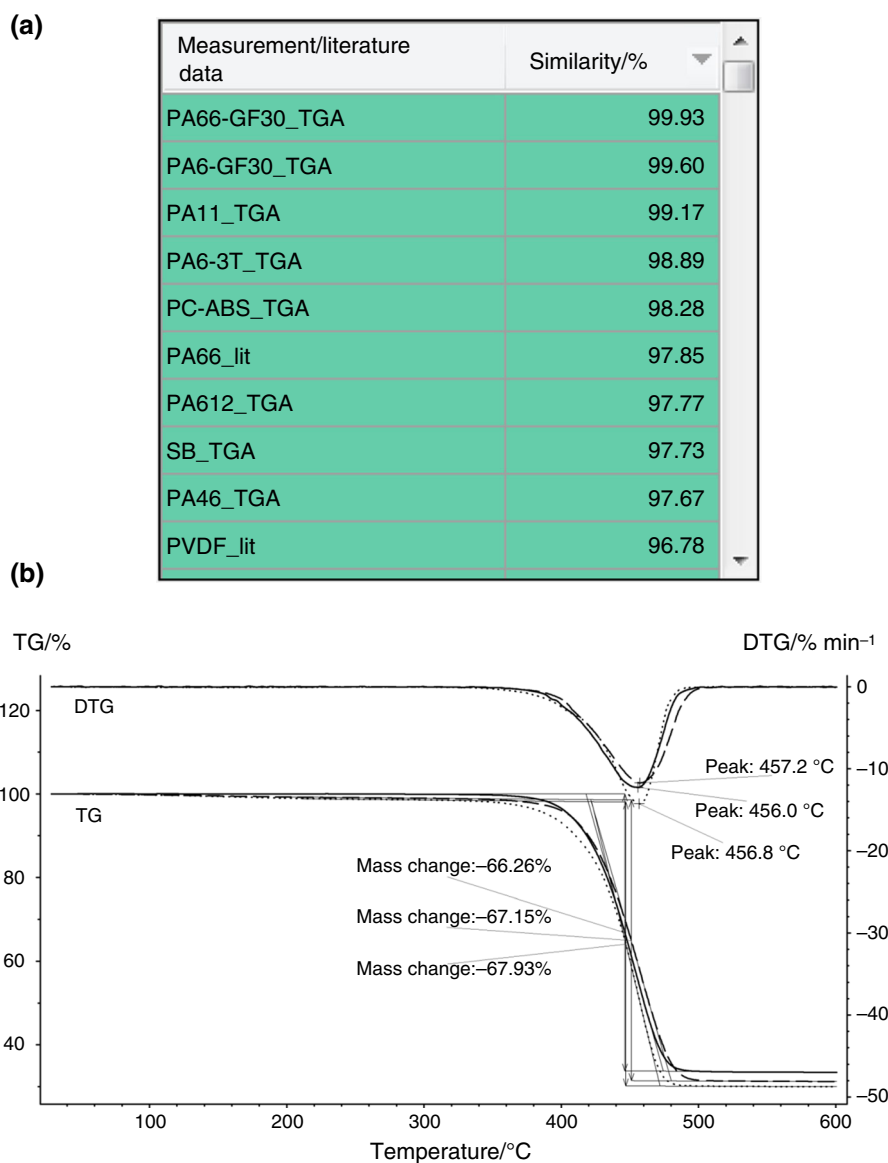 (a)
Measurement/literature
data
Similarity/%
PA66-GF30_TGA 99.93
PA6-GF30_TGA 99.60
PA11_TGA 99.17
PA6-3T_TGA 98.89
PC-ABS_TGA 98.28
PA66_lit 97.85
PA612_TGA 97.77
SB_TGA 97.73
PA46_TGA 97.67
PVDF_lit 96.78
(b)
TG/% DTG/% min⁻¹
120
100
80
60
40
0
–10
–20
–30
–40
–50
DTG
TG
Peak: 457.2 °C
Peak: 456.0 °C
Peak: 456.8 °C
Mass change:–66.26%
Mass change:–67.15%
Mass change:–67.93%
100 200 300 400 500 600
Temperature/°C